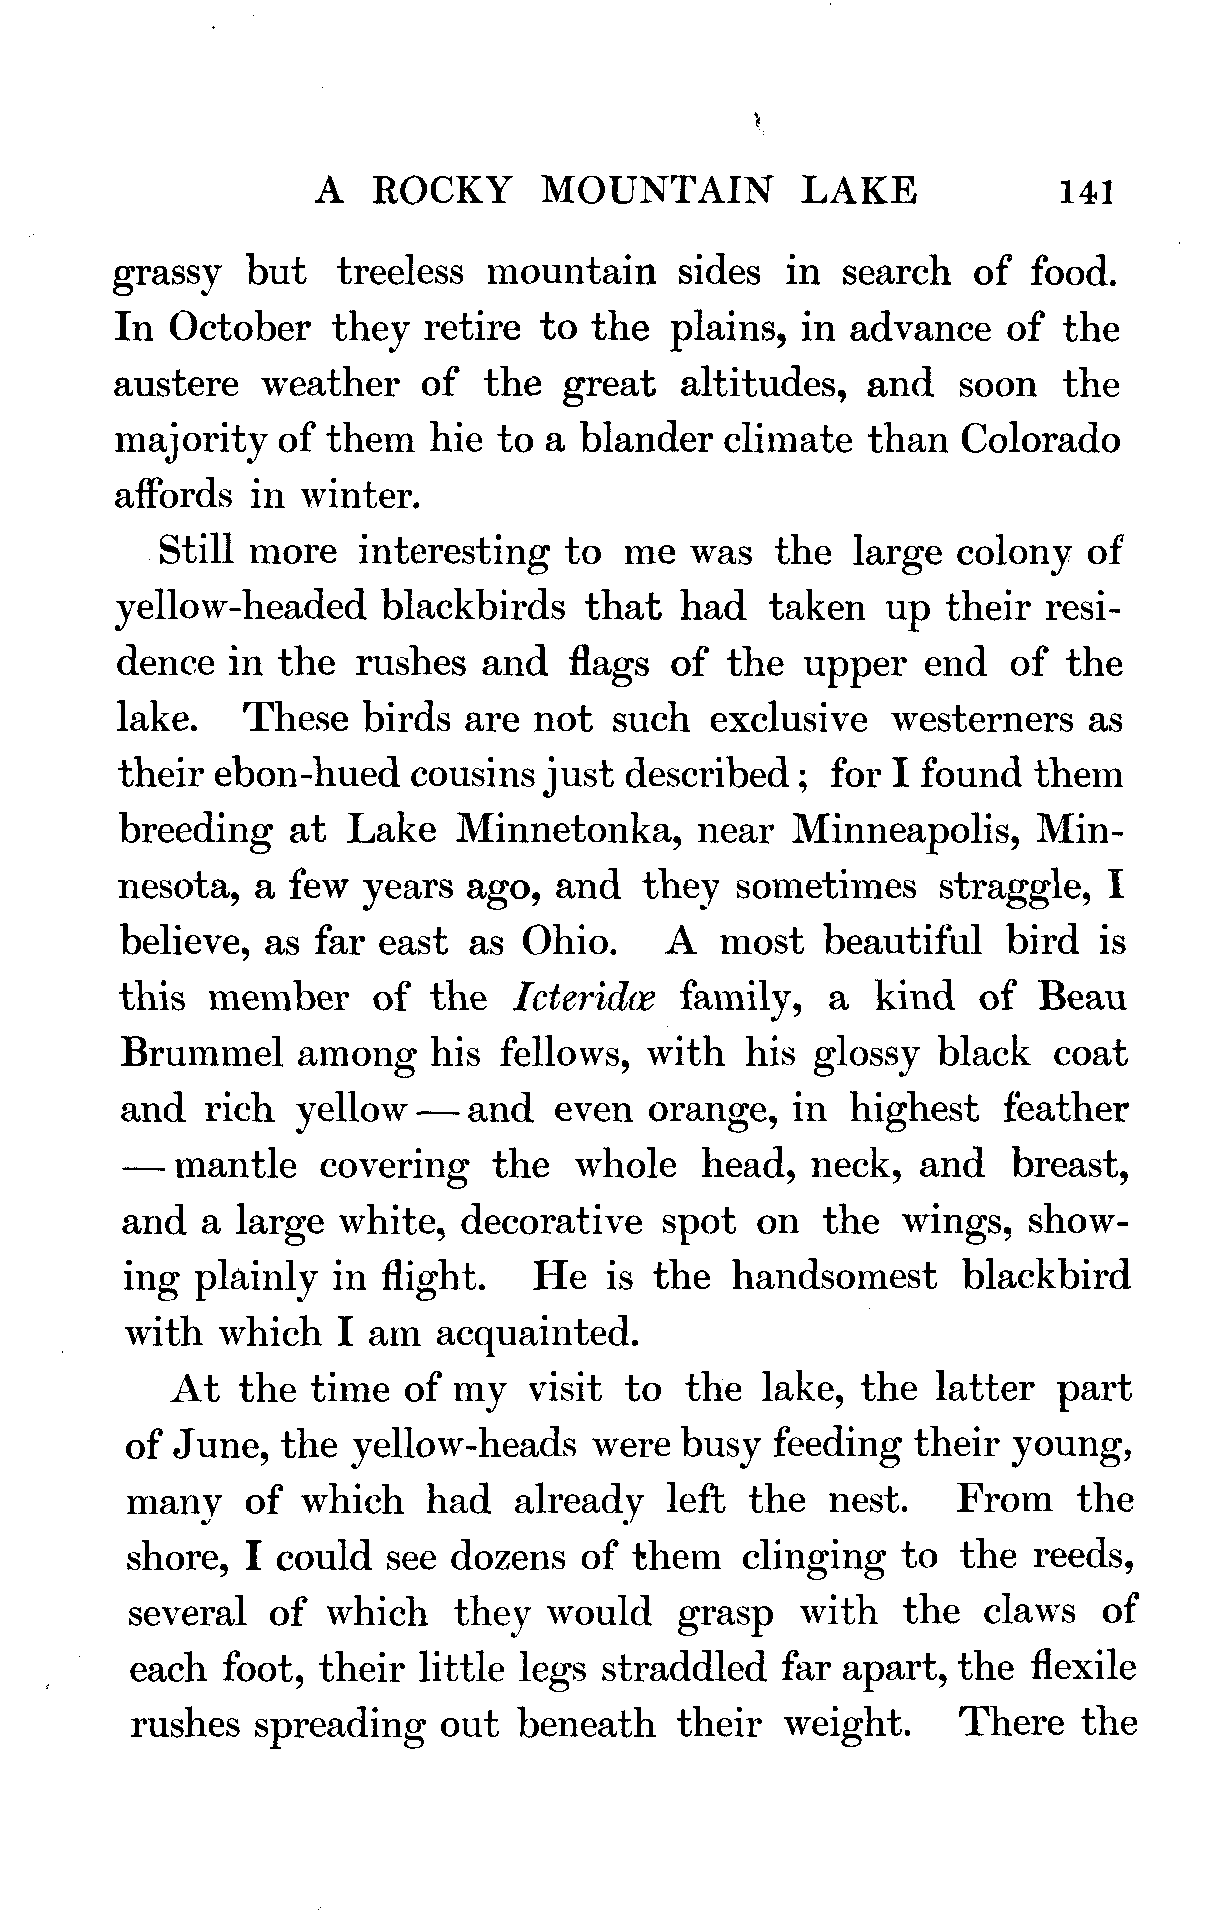 A ROCKY MOUNTAIN LAKE 141
grassy but treeless mountain sides in search of food.
In October they retire to the plains, in advance of the
austere weather of the great altitudes, and soon the
majority of them hie to a blander climate than Colorado
affords in winter.
Still more interesting to me was the large colony of
yellow-headed blackbirds that had taken up their resi-
dence in the rushes and flags of the upper end of the
lake. These birds are not such exclusive westerners as
their ebon-hued cousins just described; for I found them
breeding at Lake Minnetonka, near Minneapolis, Min-
nesota, a few years ago, and they sometimes straggle, I
believe, as far east as Ohio. A most beautiful bird is
this member of the Icteridœ family, a kind of Beau
Brummel among his fellows, with his glossy black coat
and rich yellow — and even orange, in highest feather
— mantle covering the whole head, neck, and breast,
and a large white, decorative spot on the wings, show-
ing plainly in flight. He is the handsomest blackbird
with which I am acquainted.
At the time of my visit to the lake, the latter part
of June, the yellow-heads were busy feeding their young,
many of which had already left the nest. From the
shore, I could see dozens of them clinging to the reeds,
several of which they would grasp with the claws of
each foot, their little legs straddled far apart, the flexile
rushes spreading out beneath their weight. There the